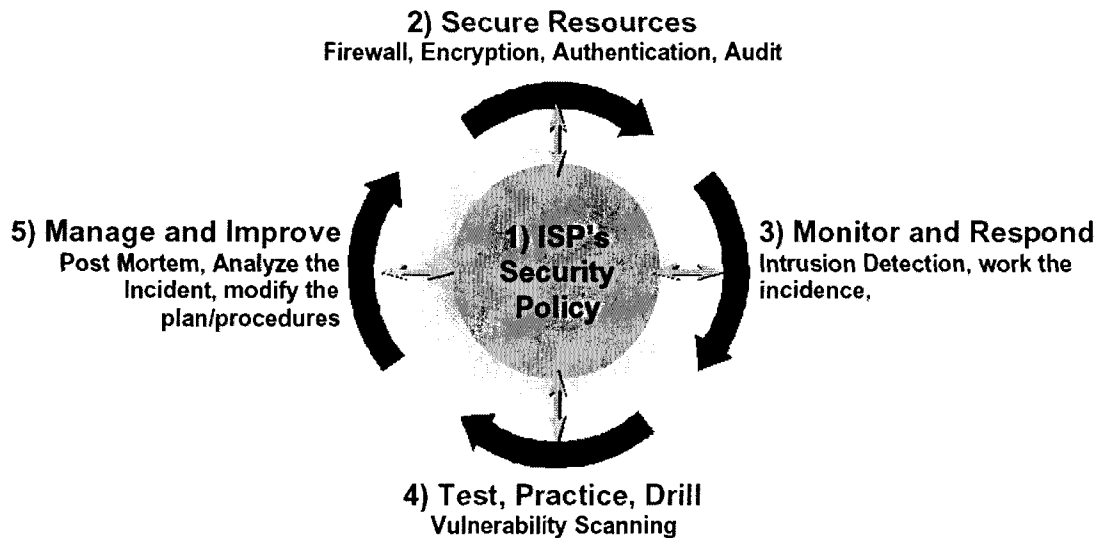 2) Secure Resources
Firewall, Encryption, Authentication, Audit
1) ISP's
Security
Policy
3) Monitor and Respond
Intrusion Detection, work the
incidence,
4) Test, Practice, Drill
Vulnerability Scanning
5) Manage and Improve
Post Mortem, Analyze the
Incident, modify the
plan/procedures